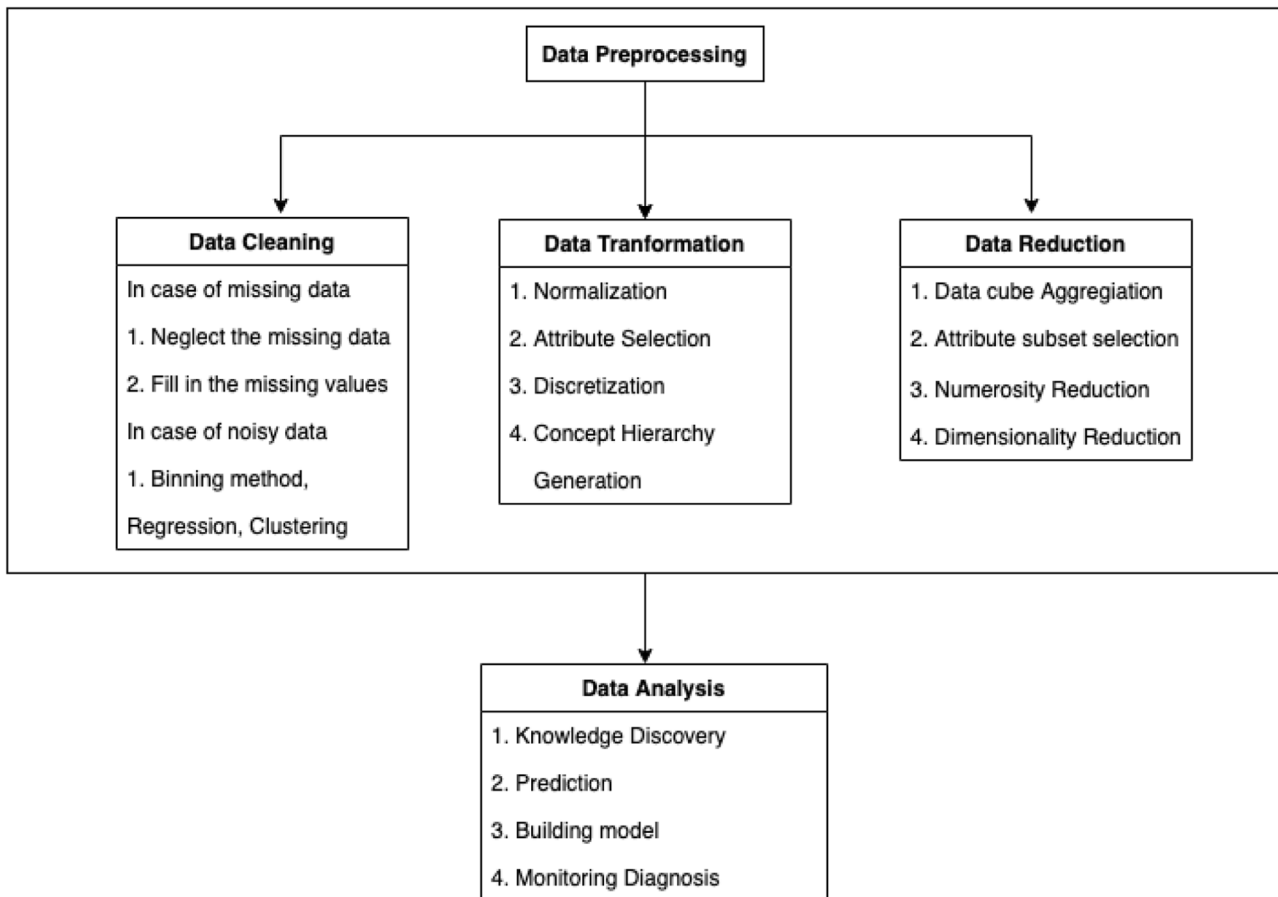 Data Preprocessing
Data Cleaning
In case of missing data
1. Neglect the missing data
2. Fill in the missing values
In case of noisy data
1. Binning method,
Regression, Clustering
Data Tranformation
1. Normalization
2. Attribute Selection
3. Discretization
4. Concept Hierarchy
Generation
Data Reduction
1. Data cube Aggregiation
2. Attribute subset selection
3. Numerosity Reduction
4. Dimensionality Reduction
Data Analysis
1. Knowledge Discovery
2. Prediction
3. Building model
4. Monitoring Diagnosis